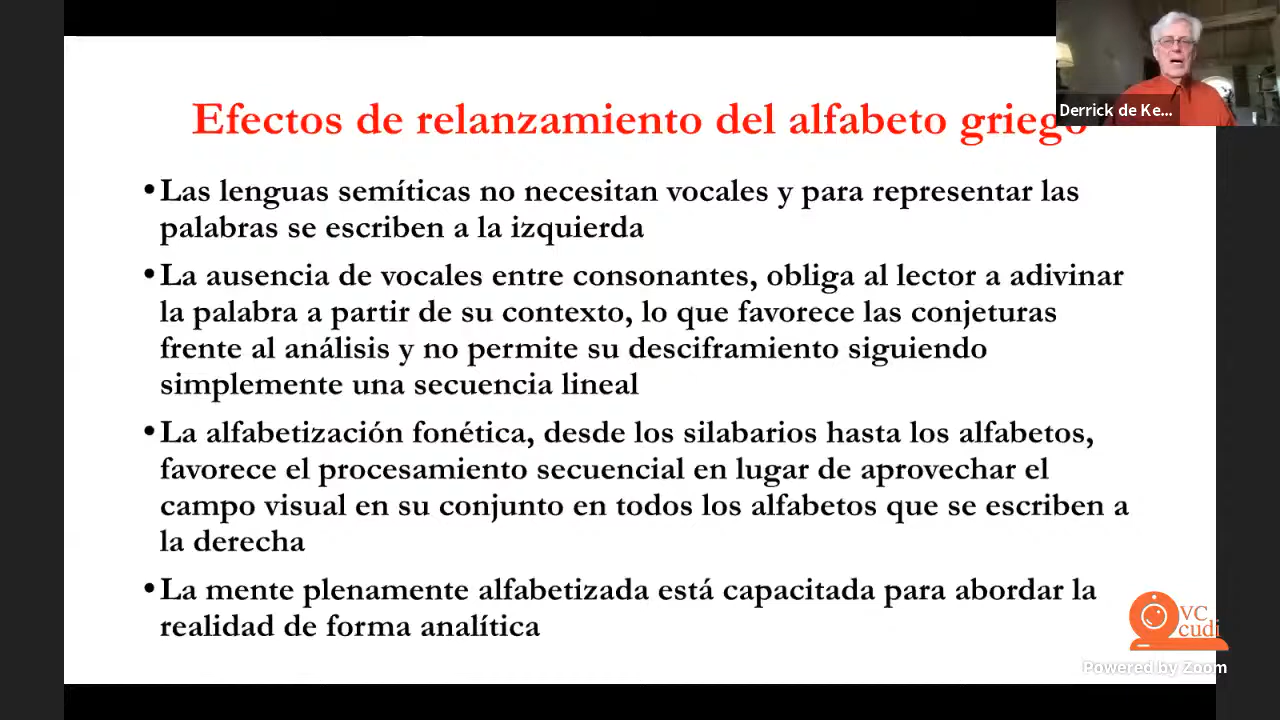 Efectos de relanzamiento del alfabeto griego
Derrick de Ke...
•Las lenguas semíticas no necesitan vocales y para representar las
palabras se escriben a la izquierda
•La ausencia de vocales entre consonantes, obliga al lector a adivinar
la palabra a partir de su contexto, lo que favorece las conjeturas
frente al análisis y no permite su desciframiento siguiendo
simplemente una secuencia lineal
•La alfabetización fonética, desde los silabarios hasta los alfabetos,
favorece el procesamiento secuencial en lugar de aprovechar el
campo visual en su conjunto en todos los alfabetos que se escriben a
la derecha
•La mente plenamente alfabetizada está capacitada para abordar la
realidad de forma analítica
VC
cudi
Powered by Zoom